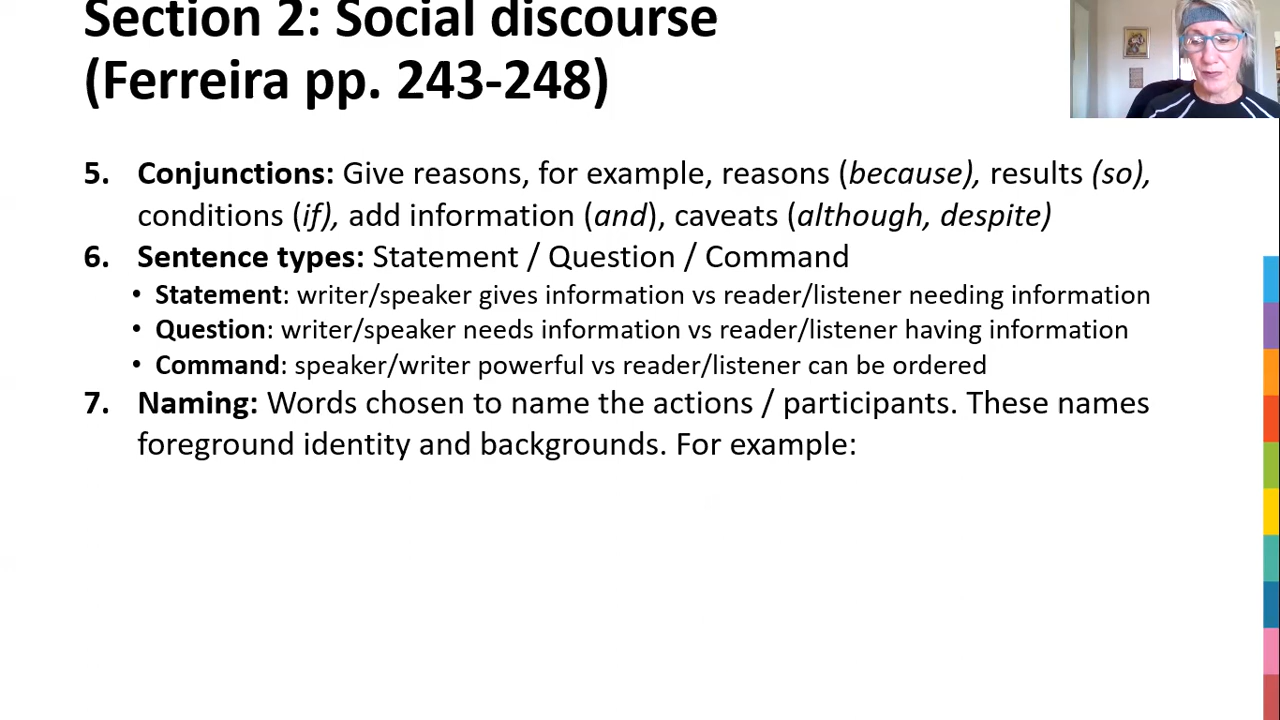 Section 2: Social discourse
(Ferreira pp. 243-248)
5. Conjunctions: Give reasons, for example, reasons (because), results (so),
conditions (if), add information (and), caveats (although, despite)
6. Sentence types: Statement / Question / Command
• Statement: writer/speaker gives information vs reader/listener needing information
• Question: writer/speaker needs information vs reader/listener having information
• Command: speaker/writer powerful vs reader/listener can be ordered
7. Naming: Words chosen to name the actions / participants. These names
foreground identity and backgrounds. For example: